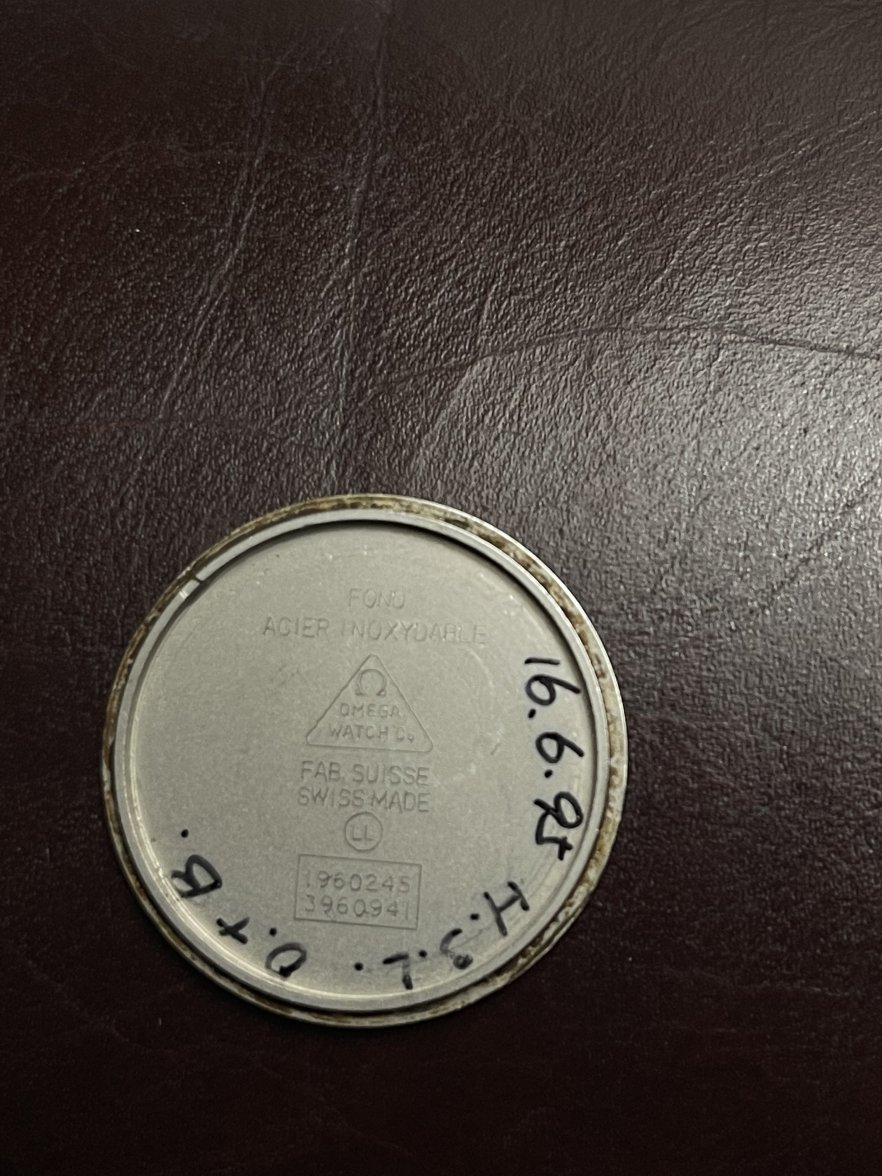 FOND
ACIER INOXYDABLE
Ω
OMEGA
WATCH Co
FAB. SUISSE
SWISS MADE
LL
1960245
3960941
16.6.95 H.S.L. O.+B.